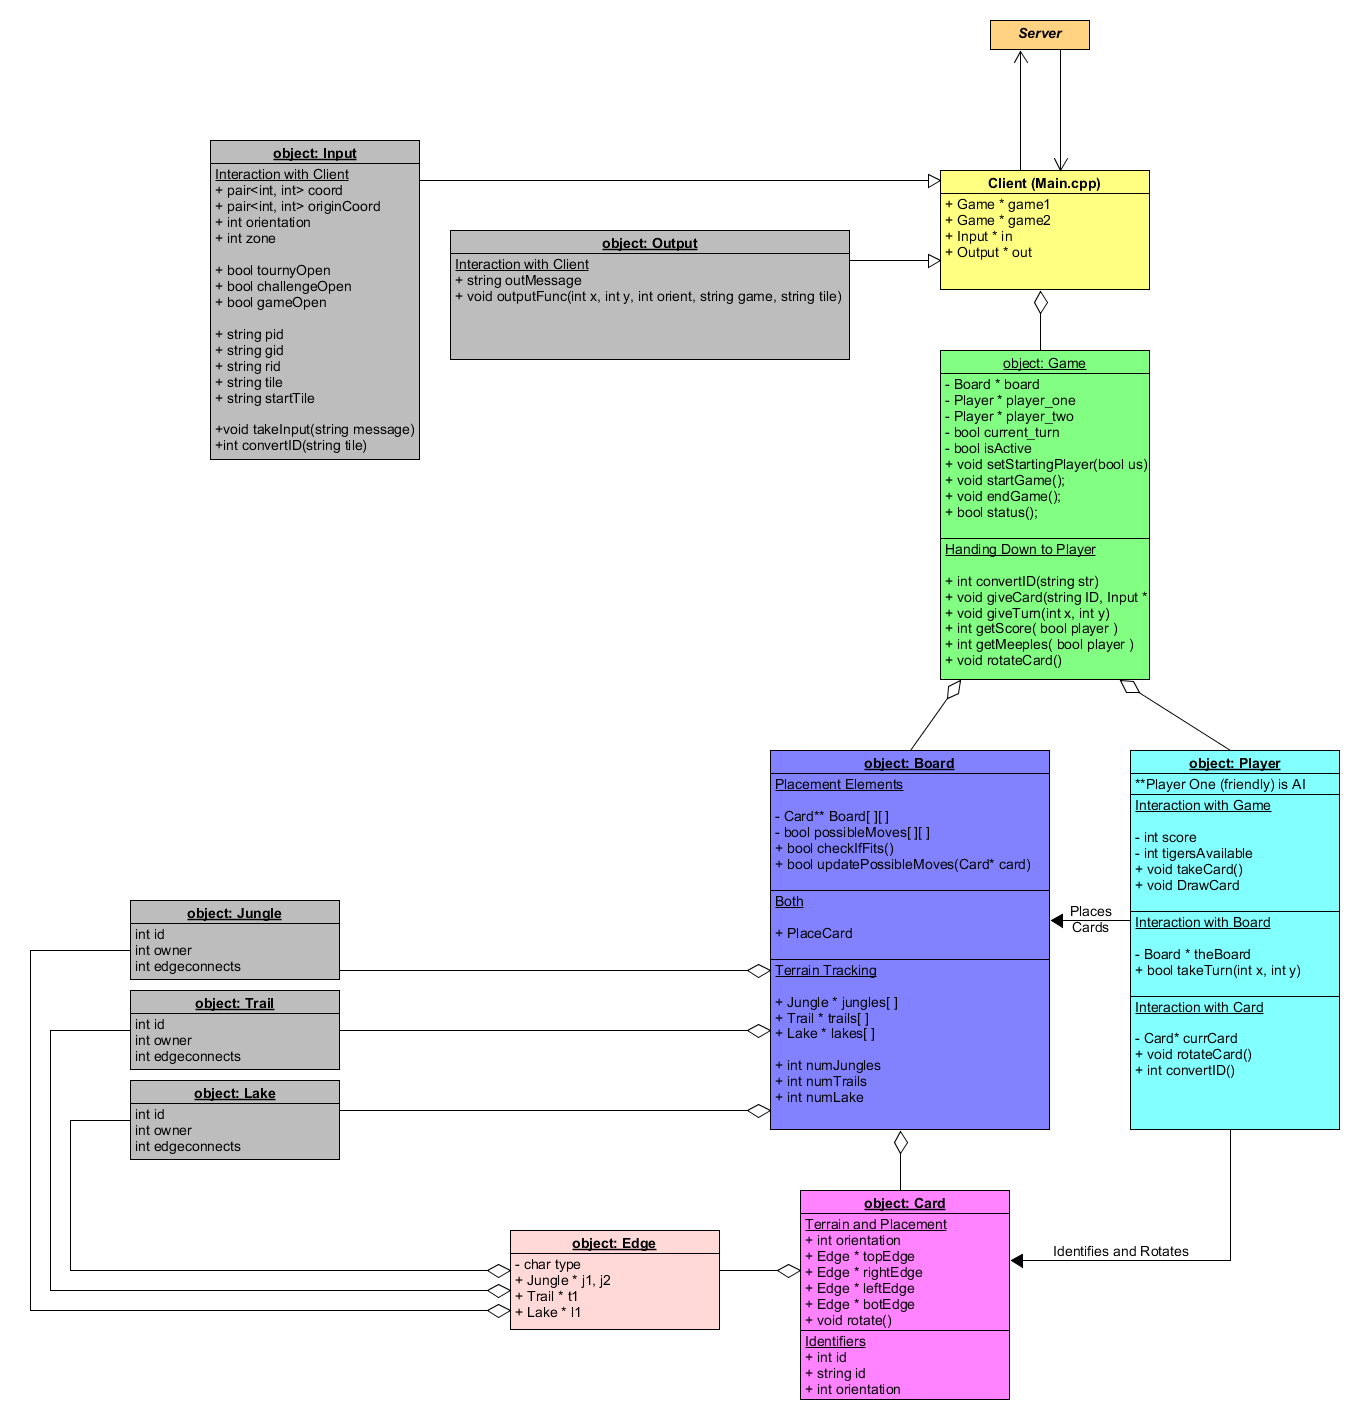 Server
object: Input
Interaction with Client
+ pair<int, int> coord
+ pair<int, int> originCoord
+ int orientation
+ int zone
+ bool tournyOpen
+ bool challengeOpen
+ bool gameOpen
+ string pid
+ string gid
+ string rid
+ string tile
+ string startTile
+void takeInput(string message)
+int convertID(string tile)
object: Output
Interaction with Client
+ string outMessage
+ void outputFunc(int x, int y, int orient, string game, string tile)
Client (Main.cpp)
+ Game * game1
+ Game * game2
+ Input * in
+ Output * out
object: Game
- Board * board
- Player * player_one
- Player * player_two
- bool current_turn
- bool isActive
+ void setStartingPlayer(bool us)
+ void startGame();
+ void endGame();
+ bool status();
Handing Down to Player
+ int convertID(string str)
+ void giveCard(string ID, Input *
+ void giveTurn(int x, int y)
+ int getScore( bool player )
+ int getMeeples( bool player )
+ void rotateCard()
object: Board
Placement Elements
- Card** Board[ ][ ]
- bool possibleMoves[ ][ ]
+ bool checkIfFits()
+ bool updatePossibleMoves(Card* card)
Both
+ PlaceCard
Terrain Tracking
+ Jungle * jungles[ ]
+ Trail * trails[ ]
+ Lake * lakes[ ]
+ int numJungles
+ int numTrails
+ int numLake
Places
Cards
object: Player
**Player One (friendly) is AI
Interaction with Game
- int score
- int tigersAvailable
+ void takeCard()
+ void DrawCard
Interaction with Board
- Board * theBoard
+ bool takeTurn(int x, int y)
Interaction with Card
- Card* currCard
+ void rotateCard()
+ int convertID()
object: Jungle
int id
int owner
int edgeconnects
object: Trail
int id
int owner
int edgeconnects
object: Lake
int id
int owner
int edgeconnects
object: Edge
- char type
+ Jungle * j1, j2
+ Trail * t1
+ Lake * l1
object: Card
Terrain and Placement
+ int orientation
+ Edge * topEdge
+ Edge * rightEdge
+ Edge * leftEdge
+ Edge * botEdge
+ void rotate()
Identifiers
+ int id
+ string id
+ int orientation
Identifies and Rotates